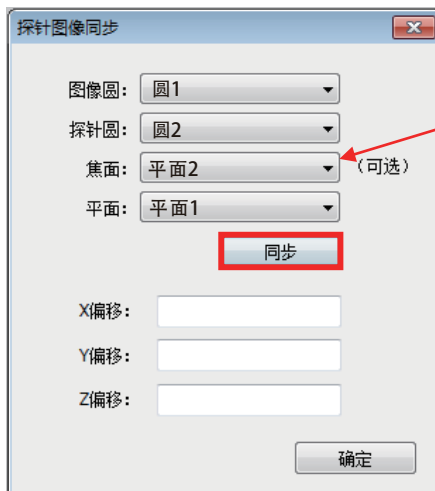 探针图像同步
图像圆： 圆1
探针圆： 圆2
焦面： 平面2 （可选）
平面： 平面1
同步
X偏移：
Y偏移：
Z偏移：
确定